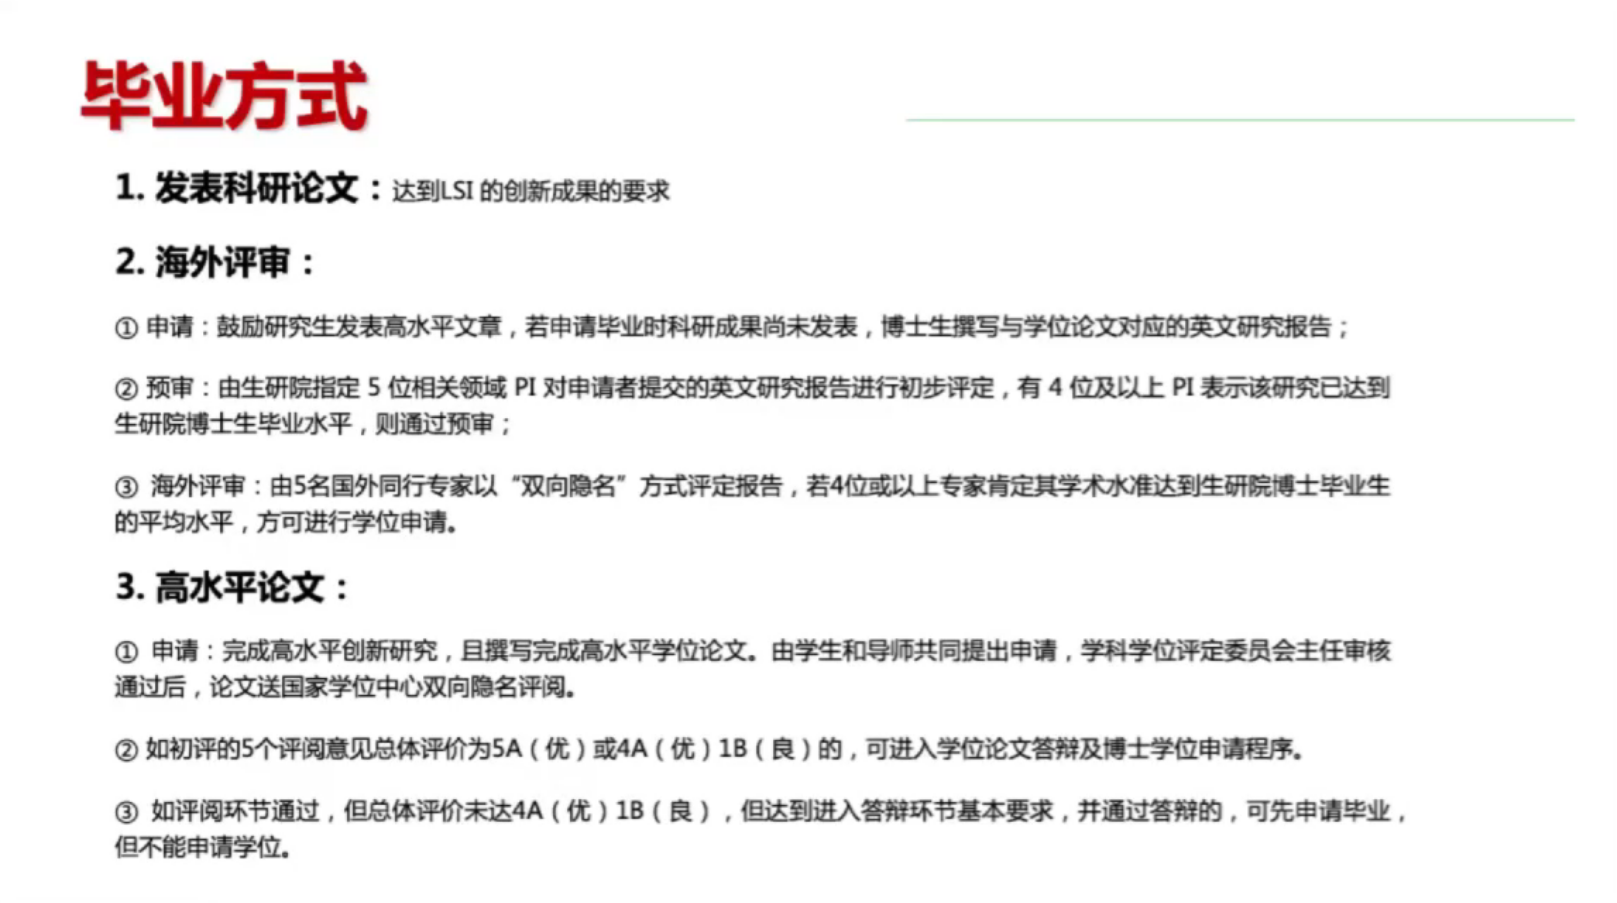 毕业方式
1. 发表科研论文：达到LSI 的创新成果的要求
2. 海外评审：
① 申请：鼓励研究生发表高水平文章，若申请毕业时科研成果尚未发表，博士生撰写与学位论文对应的英文研究报告；
② 预审：由生研院指定 5 位相关领域 PI 对申请者提交的英文研究报告进行初步评定，有 4 位及以上 PI 表示该研究已达到
生研院博士生毕业水平，则通过预审；
③ 海外评审：由5名国外同行专家以“双向隐名”方式评定报告，若4位或以上专家肯定其学术水准达到生研院博士毕业生
的平均水平，方可进行学位申请。
3. 高水平论文：
① 申请：完成高水平创新研究，且撰写完成高水平学位论文。由学生和导师共同提出申请，学科学位评定委员会主任审核
通过后，论文送国家学位中心双向隐名评阅。
② 如初评的5个评阅意见总体评价为5A（优）或4A（优）1B（良）的，可进入学位论文答辩及博士学位申请程序。
③ 如评阅环节通过，但总体评价未达4A（优）1B（良），但达到进入答辩环节基本要求，并通过答辩的，可先申请毕业，
但不能申请学位。